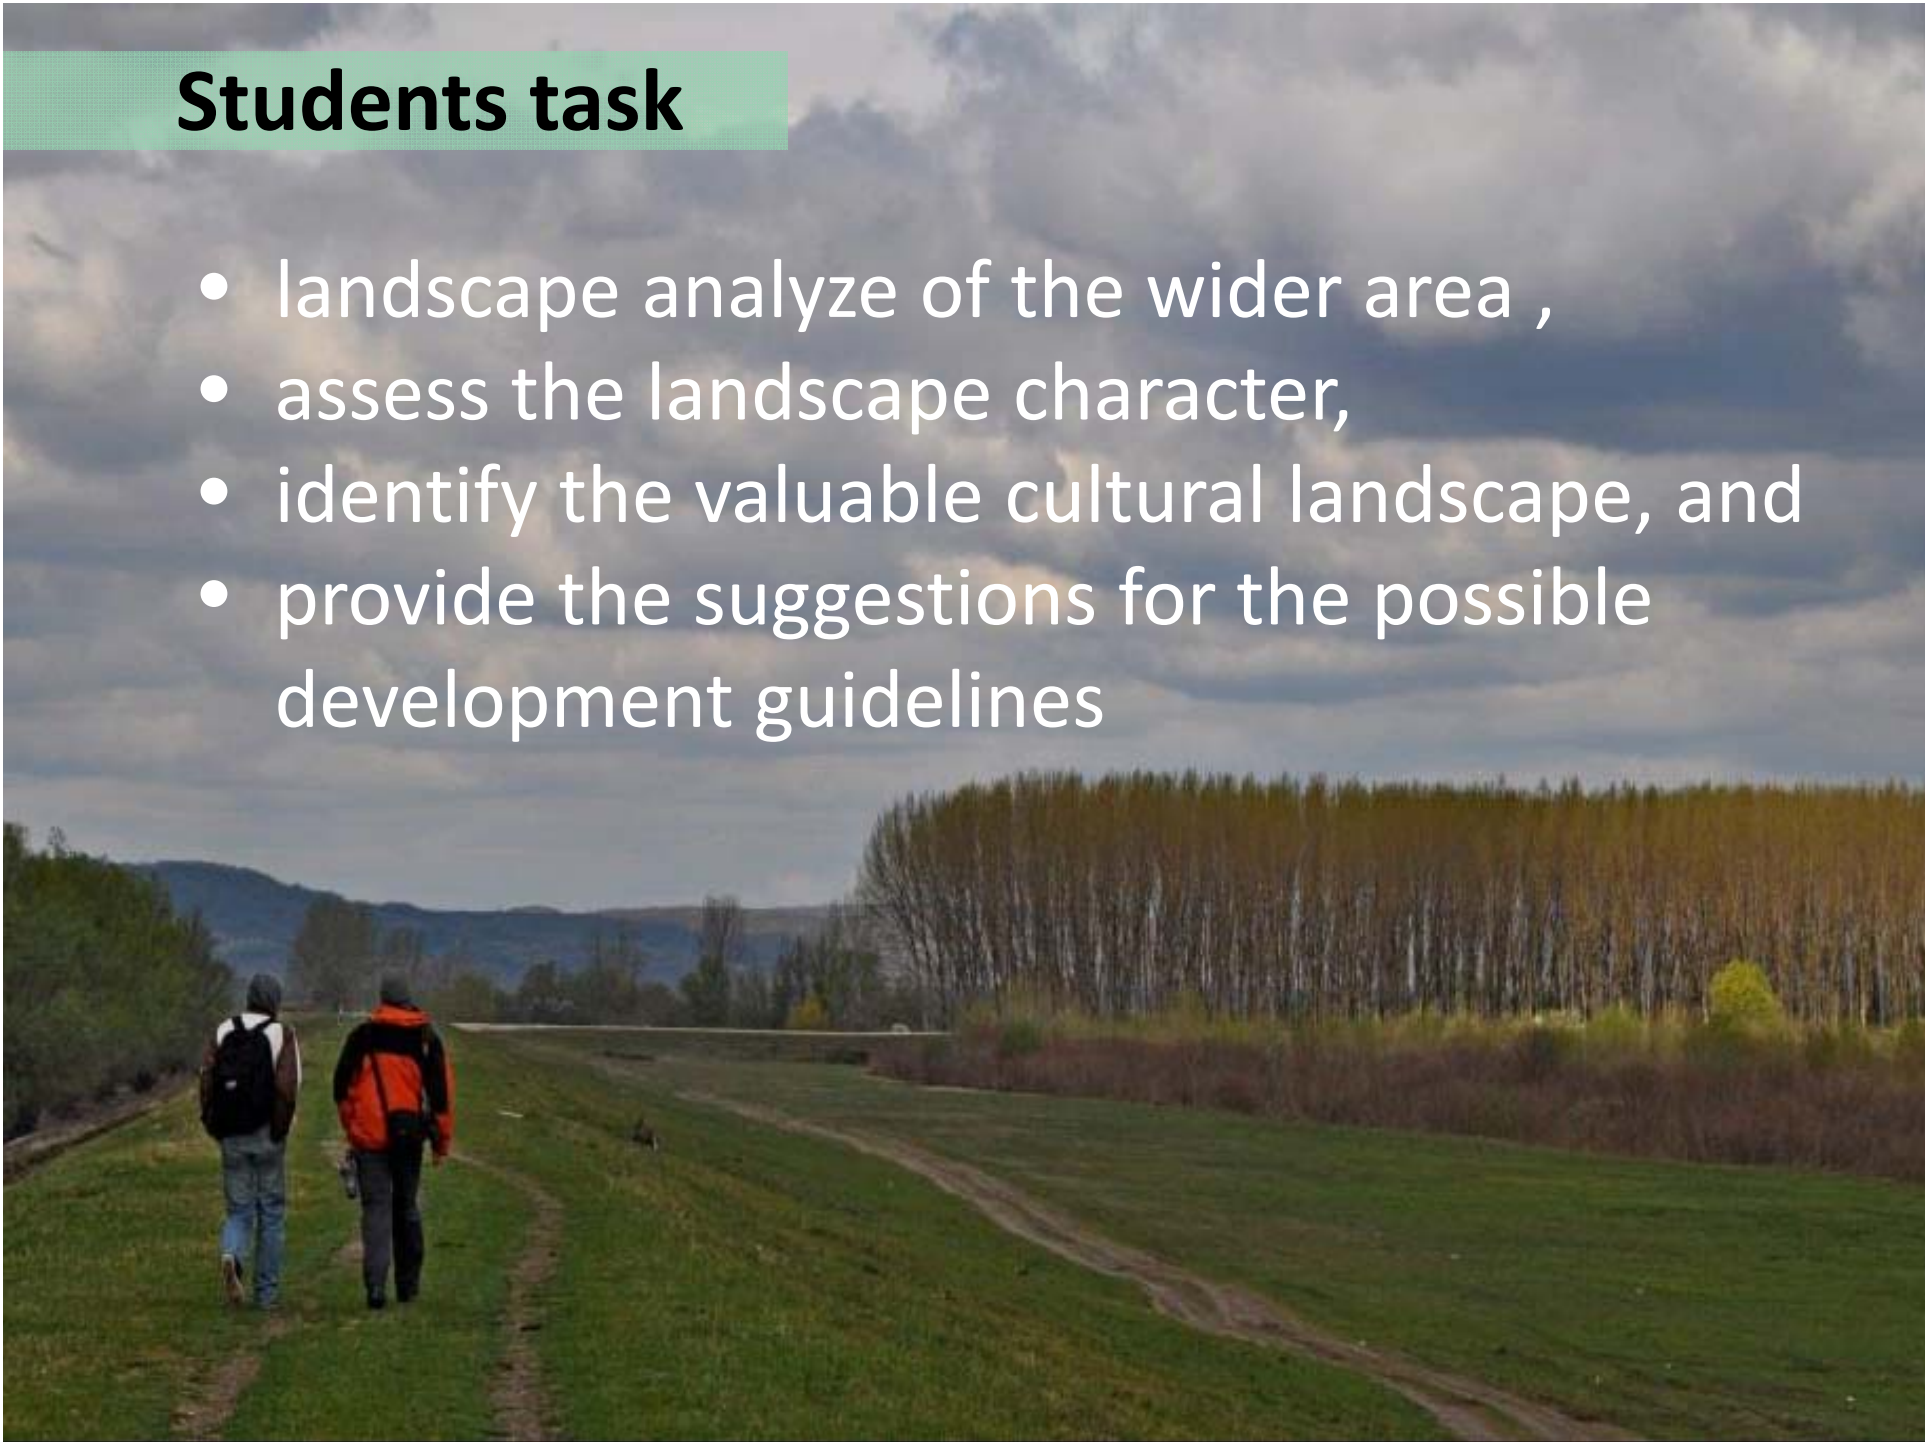 Students task
• landscape analyze of the wider area ,
• assess the landscape character,
• identify the valuable cultural landscape, and
• provide the suggestions for the possible
development guidelines